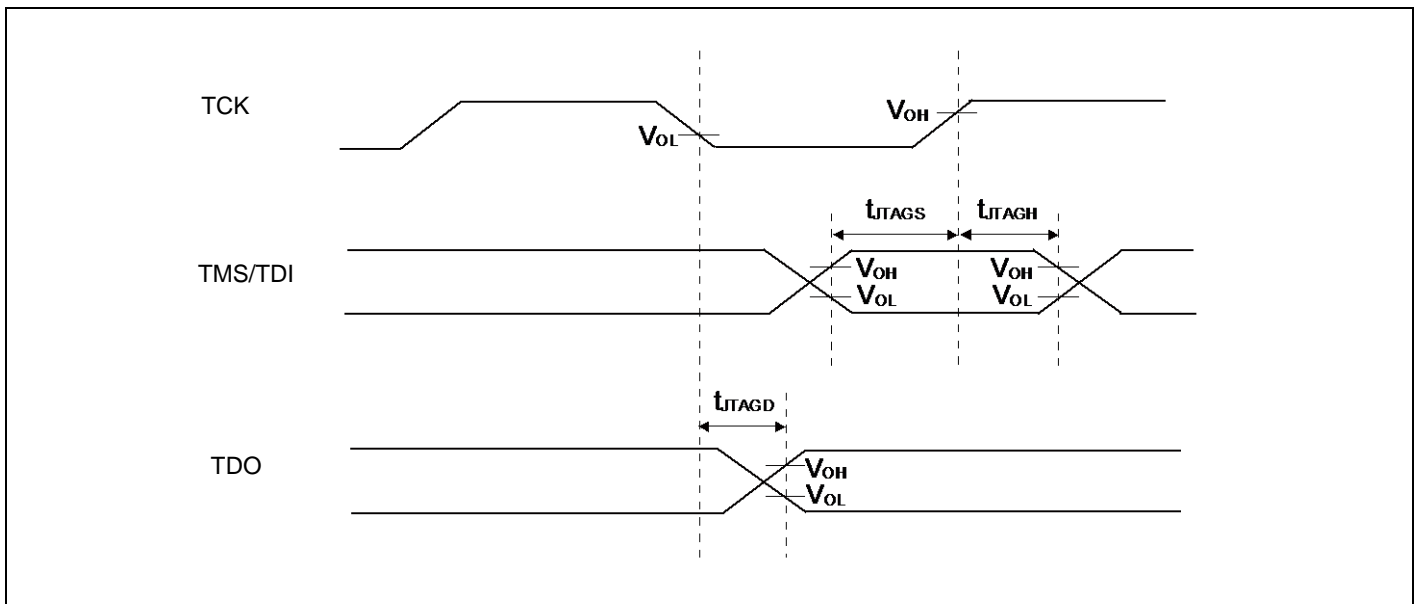 TCK
VOL
VOH
tJTAGS
tJTAGH
TMS/TDI
VOH
VOH
VOL
VOL
tJTAGD
TDO
VOH
VOL